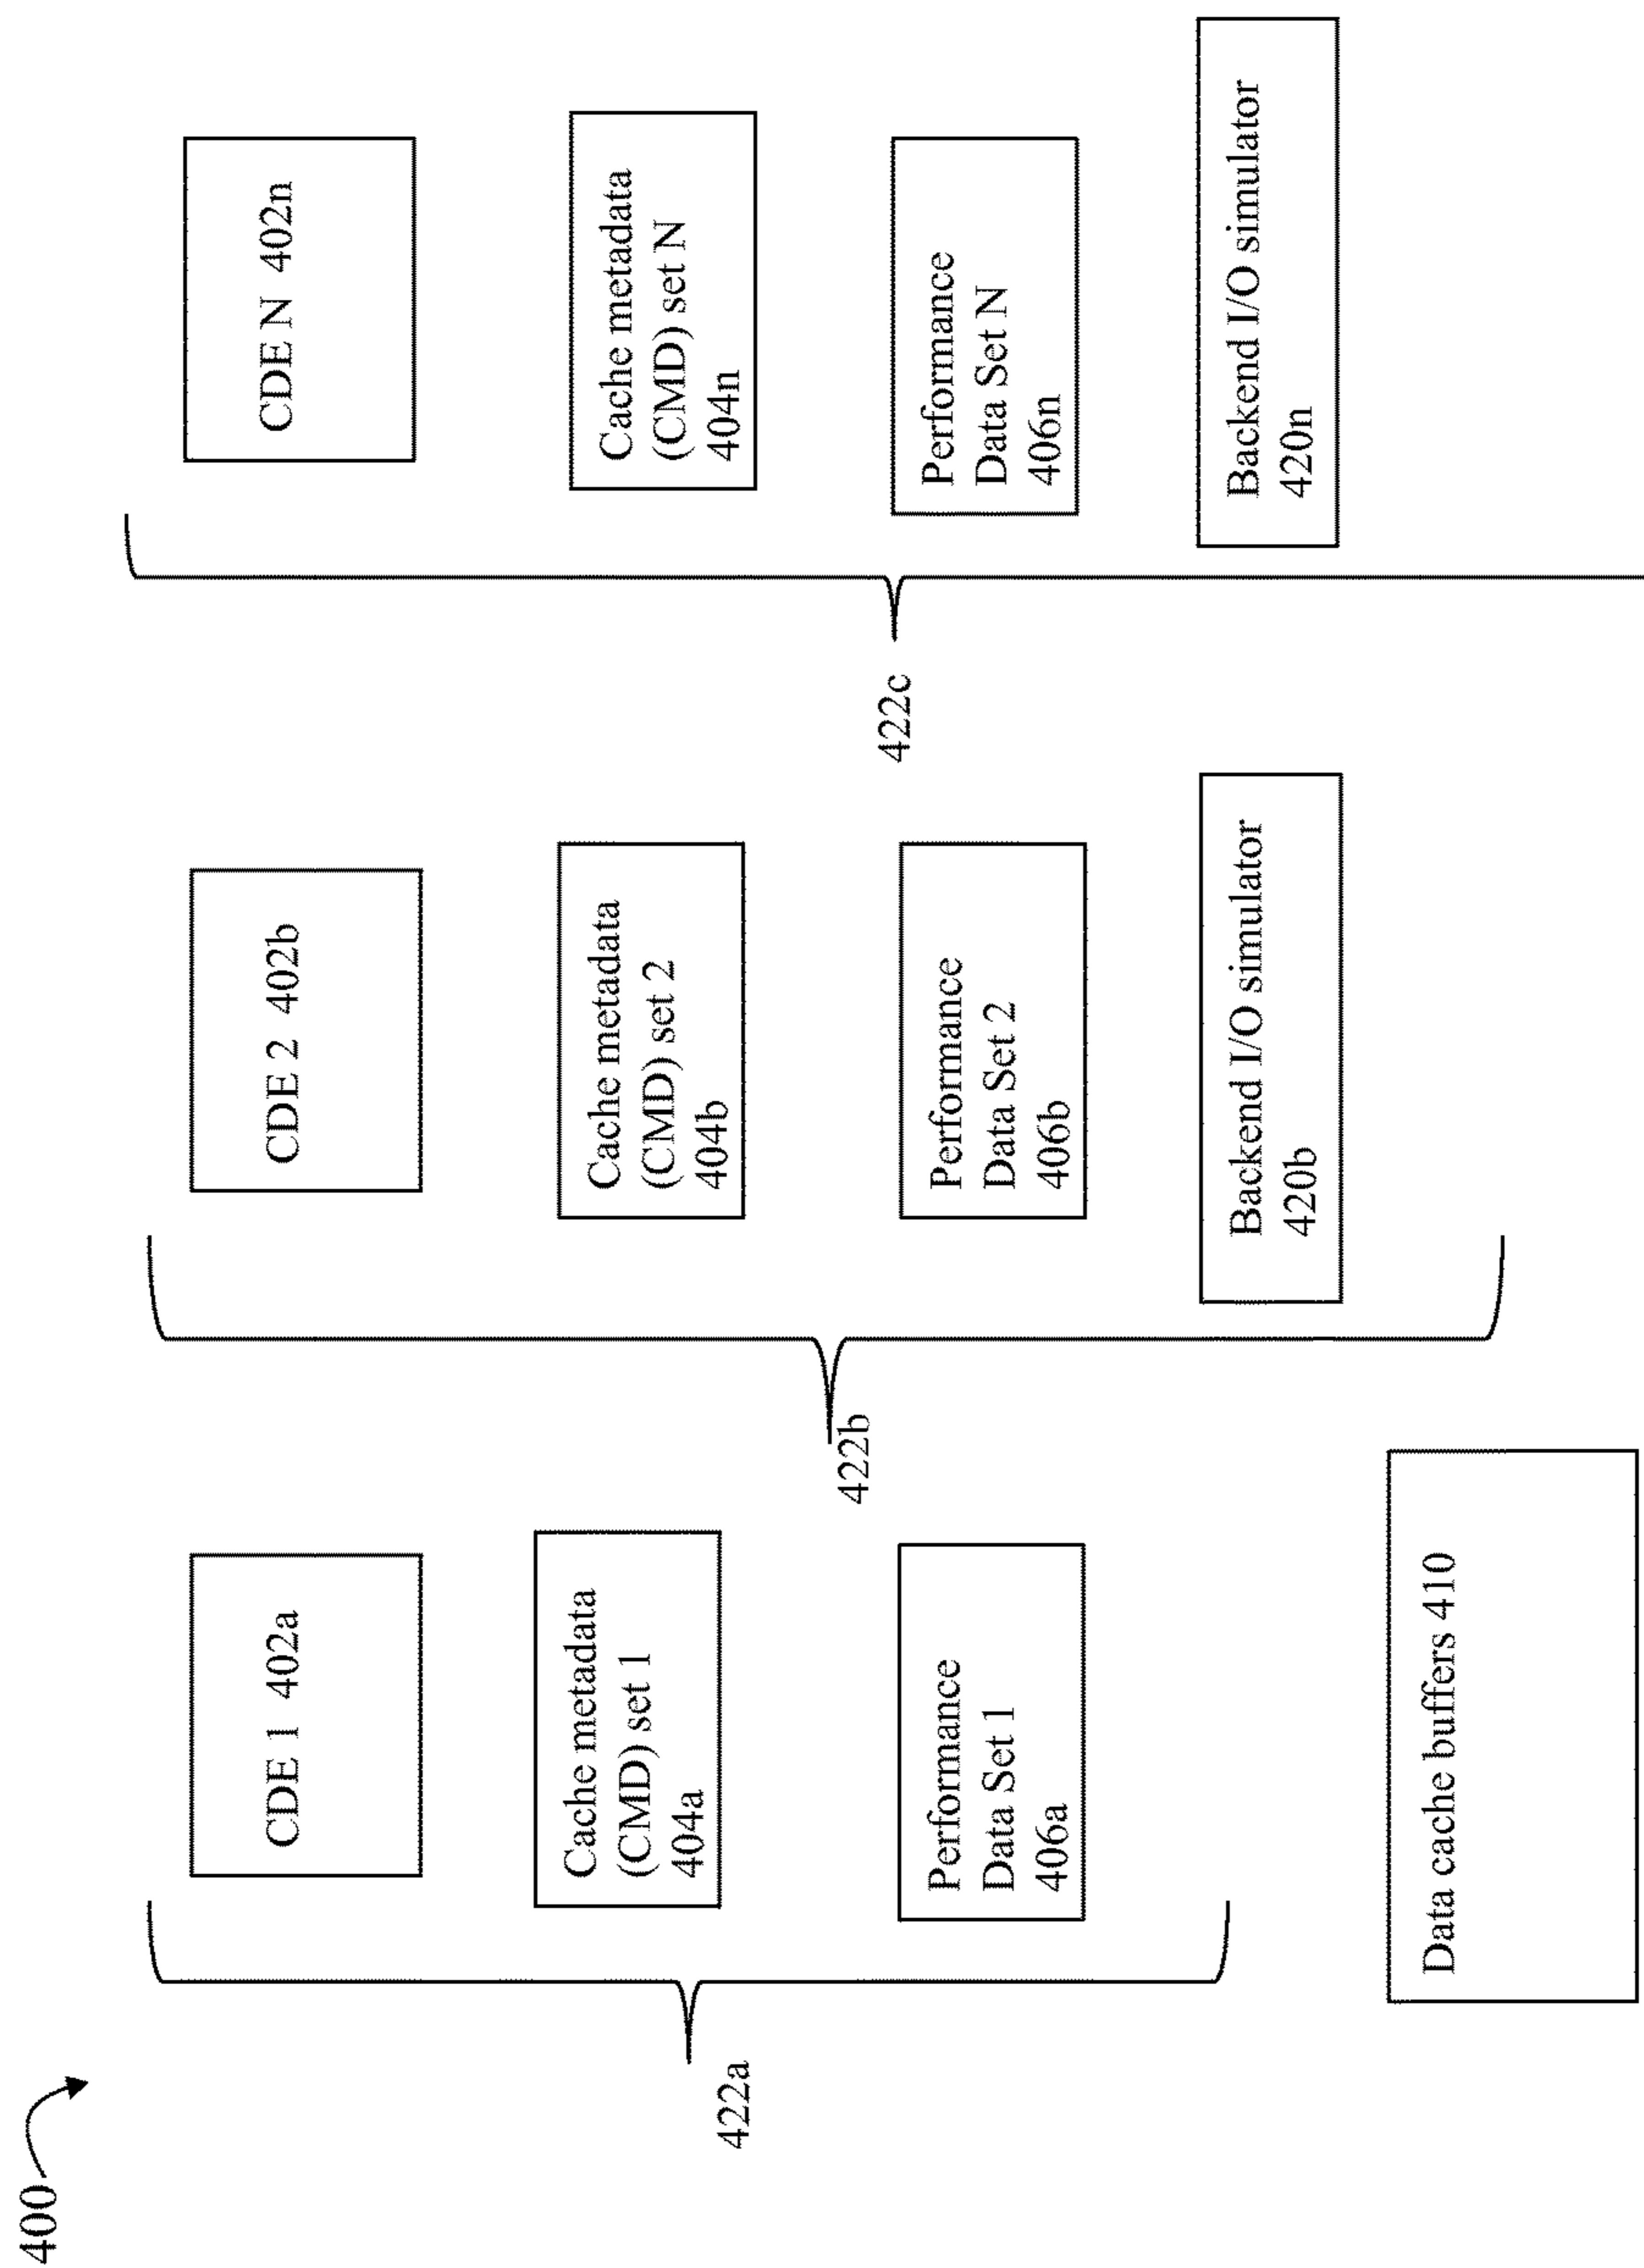 400
422a
CDE 1 402a
Cache metadata
(CMD) set 1
404a
Performance
Data Set 1
406a
Data cache buffers 410
422b
CDE 2 402b
Cache metadata
(CMD) set 2
404b
Performance
Data Set 2
406b
Backend I/O simulator
420b
422c
CDE N 402n
Cache metadata
(CMD) set N
404n
Performance
Data Set N
406n
Backend I/O simulator
420n